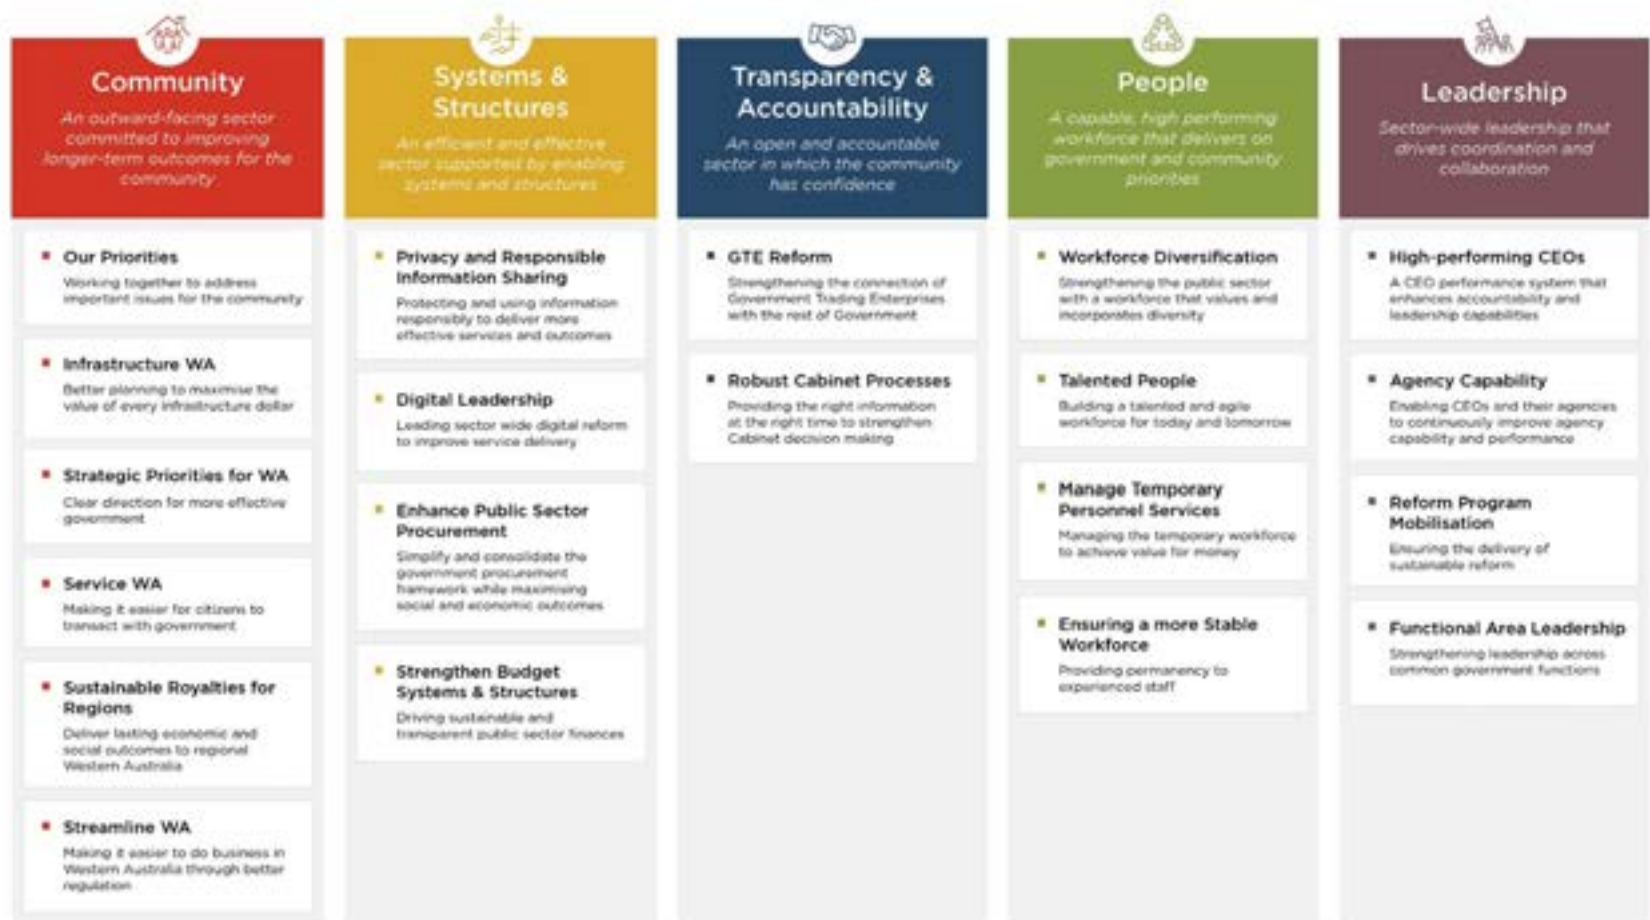 Community
An outward-facing sector
committed to improving
longer-term outcomes for the
community
Our Priorities
Working together to address
important issues for the community
Infrastructure WA
Better planning to maximise the
value of every infrastructure dollar
Strategic Priorities for WA
Clear direction for more effective
government
Service WA
Making it easier for citizens to
transact with government
Sustainable Royalties for
Regions
Deliver lasting economic and
social outcomes to regional
Western Australia
Streamline WA
Making it easier to do business in
Western Australia through better
regulation
Systems &
Structures
An efficient and effective
sector supported by enabling
systems and structures
Privacy and Responsible
Information Sharing
Protecting and using information
responsibly to deliver more
effective services and outcomes
Digital Leadership
Leading sector wide digital reform
to improve service delivery
Enhance Public Sector
Procurement
Simplify and consolidate the
government procurement
framework while maximising
social and economic outcomes
Strengthen Budget
Systems & Structures
Driving sustainable and
transparent public sector finances
Transparency &
Accountability
An open and accountable
sector in which the community
has confidence
GTE Reform
Strengthening the connection of
Government Trading Enterprises
with the rest of Government
Robust Cabinet Processes
Providing the right information
at the right time to strengthen
Cabinet decision making
People
A capable, high performing
workforce that delivers on
government and community
priorities
Workforce Diversification
Strengthening the public sector
with a workforce that values and
incorporates diversity
Talented People
Building a talented and agile
workforce for today and tomorrow
Manage Temporary
Personnel Services
Managing the temporary workforce
to achieve value for money
Ensuring a more Stable
Workforce
Providing permanency to
experienced staff
Leadership
Sector-wide leadership that
drives coordination and
collaboration
High-performing CEOs
A CEO performance system that
enhances accountability and
leadership capabilities
Agency Capability
Enabling CEOs and their agencies
to continuously improve agency
capability and performance
Reform Program
Mobilisation
Ensuring the delivery of
sustainable reform
Functional Area Leadership
Strengthening leadership across
common government functions